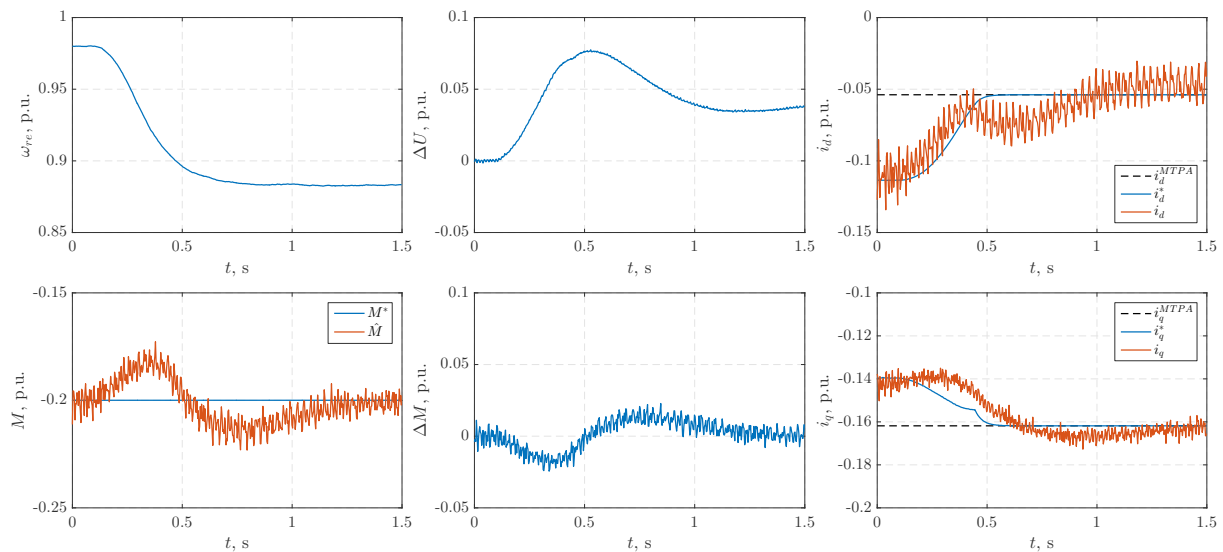 1
0.95
0.9
0.85
0
0.5
1
1.5
ω_re, p.u.
t, s
0.1
0.05
0
-0.05
0
0.5
1
1.5
ΔU, p.u.
t, s
0
-0.05
-0.1
-0.15
0
0.5
1
1.5
i_d, p.u.
t, s
i_d^MTPA
i_d^*
i_d
-0.15
-0.2
-0.25
0
0.5
1
1.5
M, p.u.
t, s
M*
M̂
0.1
0.05
0
-0.05
0
0.5
1
1.5
ΔM, p.u.
t, s
-0.1
-0.12
-0.14
-0.16
-0.18
-0.2
0
0.5
1
1.5
i_q, p.u.
t, s
i_q^MTPA
i_q^*
i_q